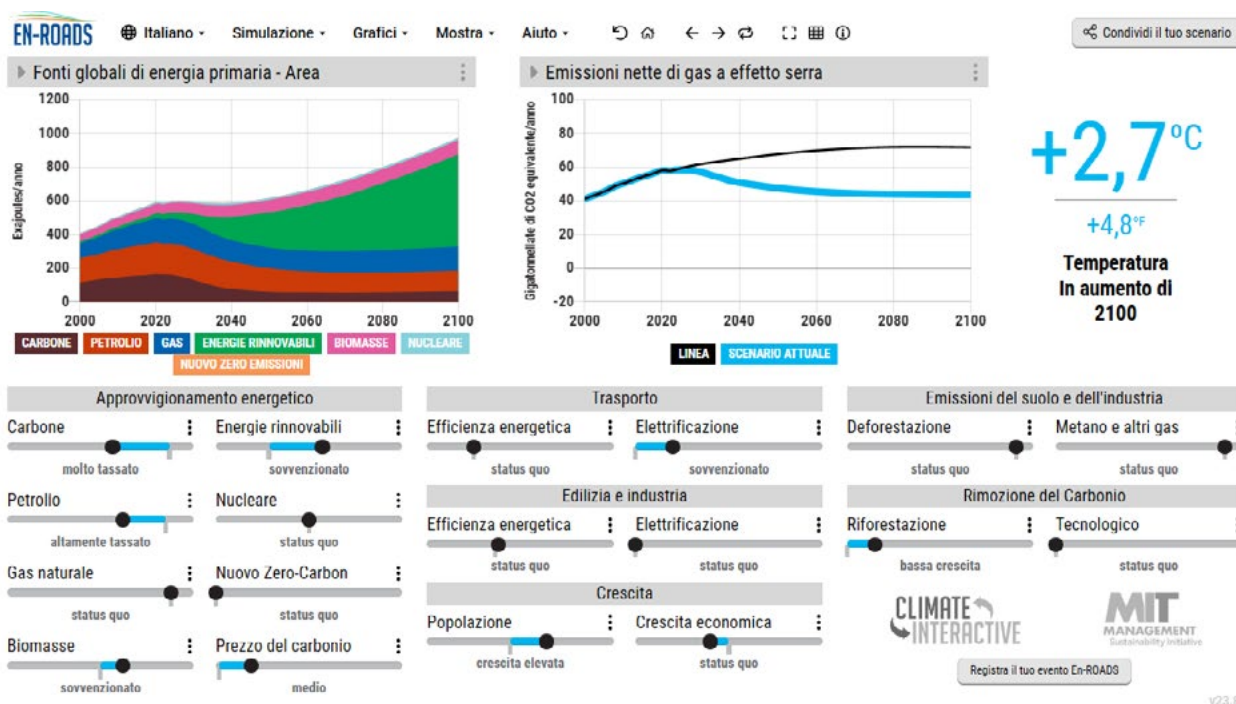 EN-ROADS Italiano Simulazione Grafici Mostra Aiuto Condividi il tuo scenario
Fonti globali di energia primaria - Area
Exajoules/anno
1200
1000
800
600
400
200
0
2000 2020 2040 2060 2080 2100
CARBONE PETROLIO GAS ENERGIE RINNOVABILI BIOMASSE NUCLEARE
NUOVO ZERO EMISSIONI
Emissioni nette di gas a effetto serra
Gigatonnellate di CO2 equivalente/anno
100
80
60
40
20
0
-20
2000 2020 2040 2060 2080 2100
LINEA SCENARIO ATTUALE
+2,7°C
+4,8°F
Temperatura
In aumento di
2100
Approvvigionamento energetico
Carbone Energie rinnovabili
molto tassato sovvenzionato
Petrolio Nucleare
altamente tassato status quo
Gas naturale Nuovo Zero-Carbon
status quo status quo
Biomasse Prezzo del carbonio
sovvenzionato medio
Trasporto
Efficienza energetica Elettrificazione
status quo sovvenzionato
Edilizia e industria
Efficienza energetica Elettrificazione
status quo status quo
Crescita
Popolazione Crescita economica
crescita elevata status quo
Emissioni del suolo e dell'industria
Deforestazione Metano e altri gas
status quo status quo
Rimozione del Carbonio
Riforestazione Tecnologico
bassa crescita status quo
CLIMATE
INTERACTIVE
MIT
MANAGEMENT
Sustainability Initiative
Registra il tuo evento En-ROADS